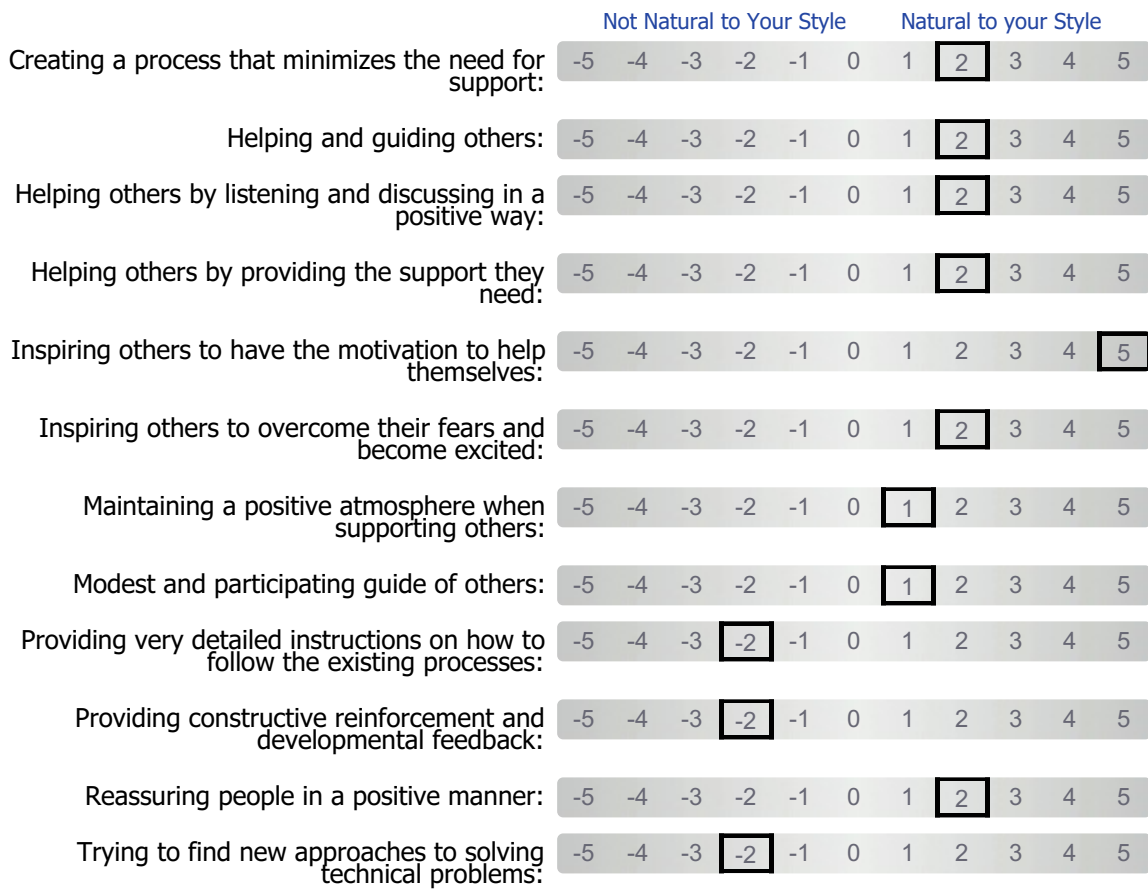 Not Natural to Your Style Natural to your Style
Creating a process that minimizes the need for
support:
-5 -4 -3 -2 -1 0 1 2 3 4 5
Helping and guiding others:
-5 -4 -3 -2 -1 0 1 2 3 4 5
Helping others by listening and discussing in a
positive way:
-5 -4 -3 -2 -1 0 1 2 3 4 5
Helping others by providing the support they
need:
-5 -4 -3 -2 -1 0 1 2 3 4 5
Inspiring others to have the motivation to help
themselves:
-5 -4 -3 -2 -1 0 1 2 3 4 5
Inspiring others to overcome their fears and
become excited:
-5 -4 -3 -2 -1 0 1 2 3 4 5
Maintaining a positive atmosphere when
supporting others:
-5 -4 -3 -2 -1 0 1 2 3 4 5
Modest and participating guide of others:
-5 -4 -3 -2 -1 0 1 2 3 4 5
Providing very detailed instructions on how to
follow the existing processes:
-5 -4 -3 -2 -1 0 1 2 3 4 5
Providing constructive reinforcement and
developmental feedback:
-5 -4 -3 -2 -1 0 1 2 3 4 5
Reassuring people in a positive manner:
-5 -4 -3 -2 -1 0 1 2 3 4 5
Trying to find new approaches to solving
technical problems:
-5 -4 -3 -2 -1 0 1 2 3 4 5